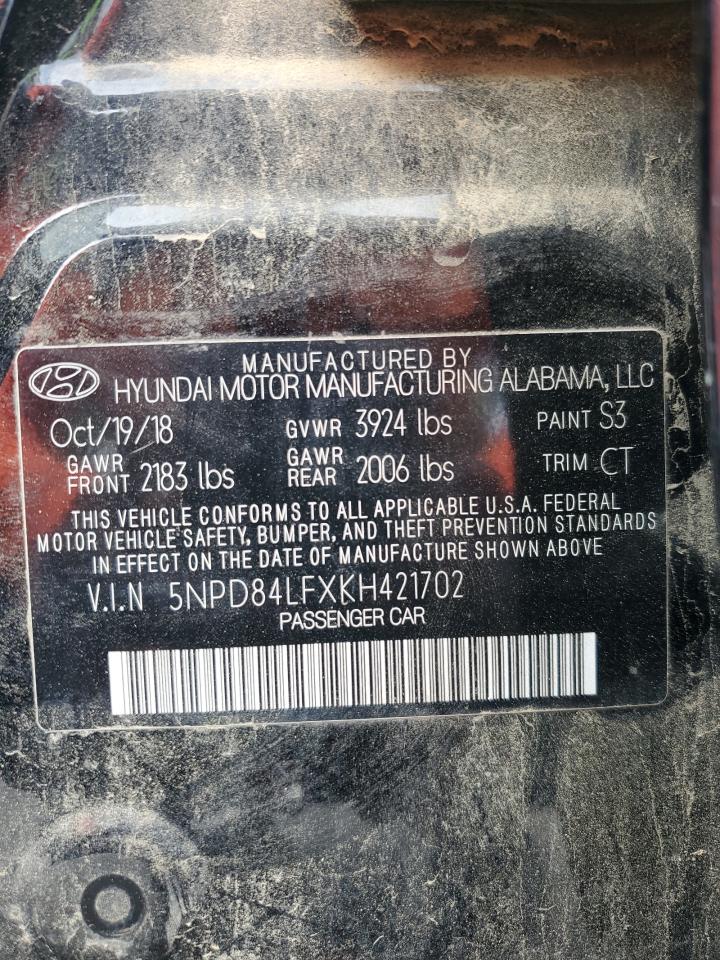 MANUFACTURED BY
HYUNDAI MOTOR MANUFACTURING ALABAMA, LLC
Oct/19/18 GVWR 3924 lbs PAINT S3
GAWR FRONT 2183 lbs GAWR REAR 2006 lbs TRIM CT
THIS VEHICLE CONFORMS TO ALL APPLICABLE U.S.A. FEDERAL
MOTOR VEHICLE SAFETY, BUMPER, AND THEFT PREVENTION STANDARDS
IN EFFECT ON THE DATE OF MANUFACTURE SHOWN ABOVE
V.I.N 5NPD84LFXKH421702
PASSENGER CAR